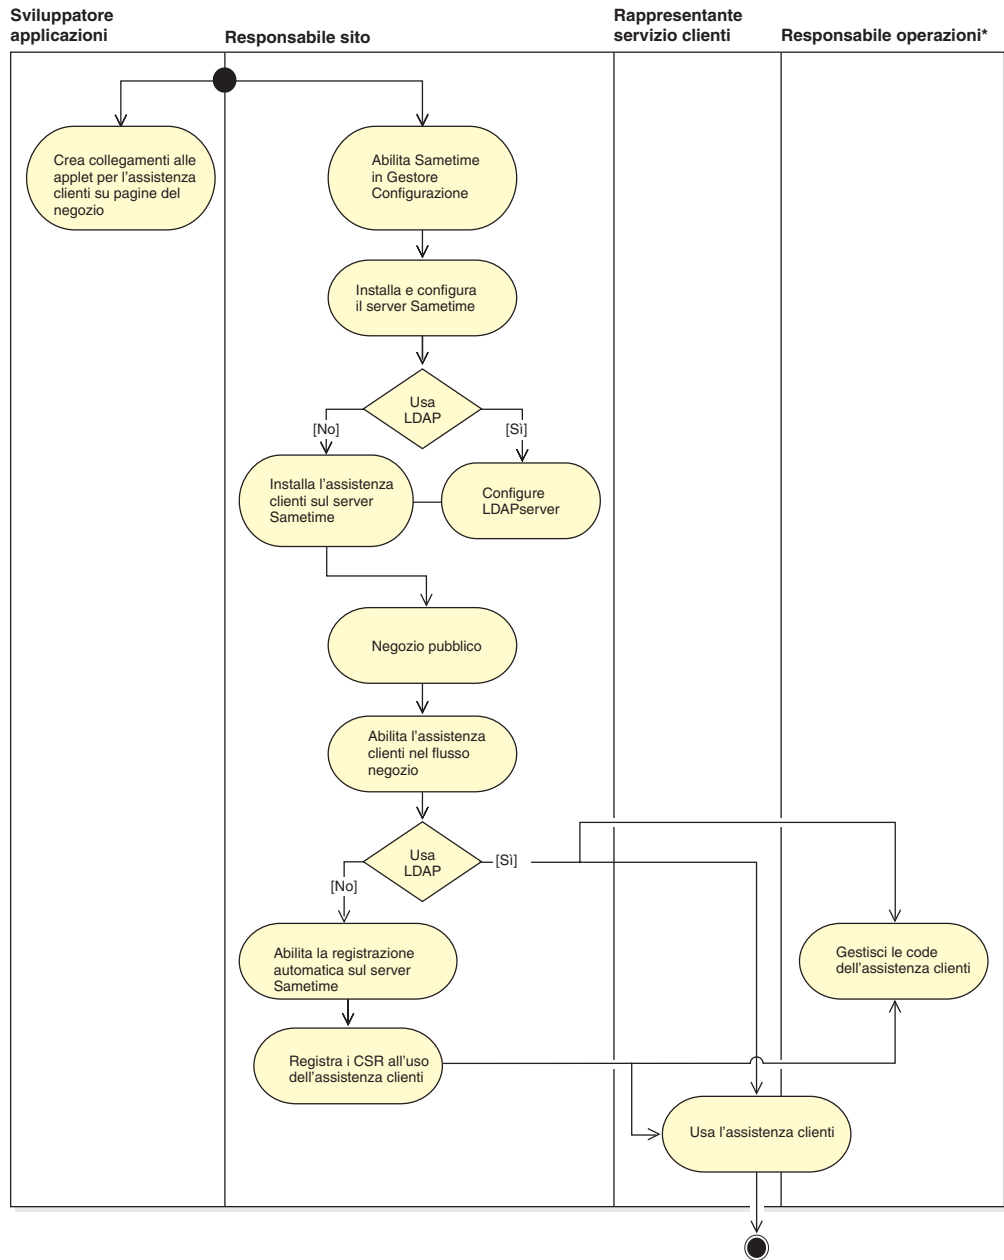 Sviluppatore
applicazioni
Responsabile sito
Rappresentante
servizio clienti
Responsabile operazioni*
Crea collegamenti alle
applet per l'assistenza
clienti su pagine del
negozio
Abilita Sametime
in Gestore
Configurazione
Installa e configura
il server Sametime
Usa
LDAP
[No]
[Sì]
Installa l'assistenza
clienti sul server
Sametime
Configure
LDAPserver
Negozio pubblico
Abilita l'assistenza
clienti nel flusso
negozio
Usa
LDAP
[Sì]
[No]
Abilita la registrazione
automatica sul server
Sametime
Gestisci le code
dell'assistenza clienti
Registra i CSR all'uso
dell'assistenza clienti
Usa l'assistenza clienti